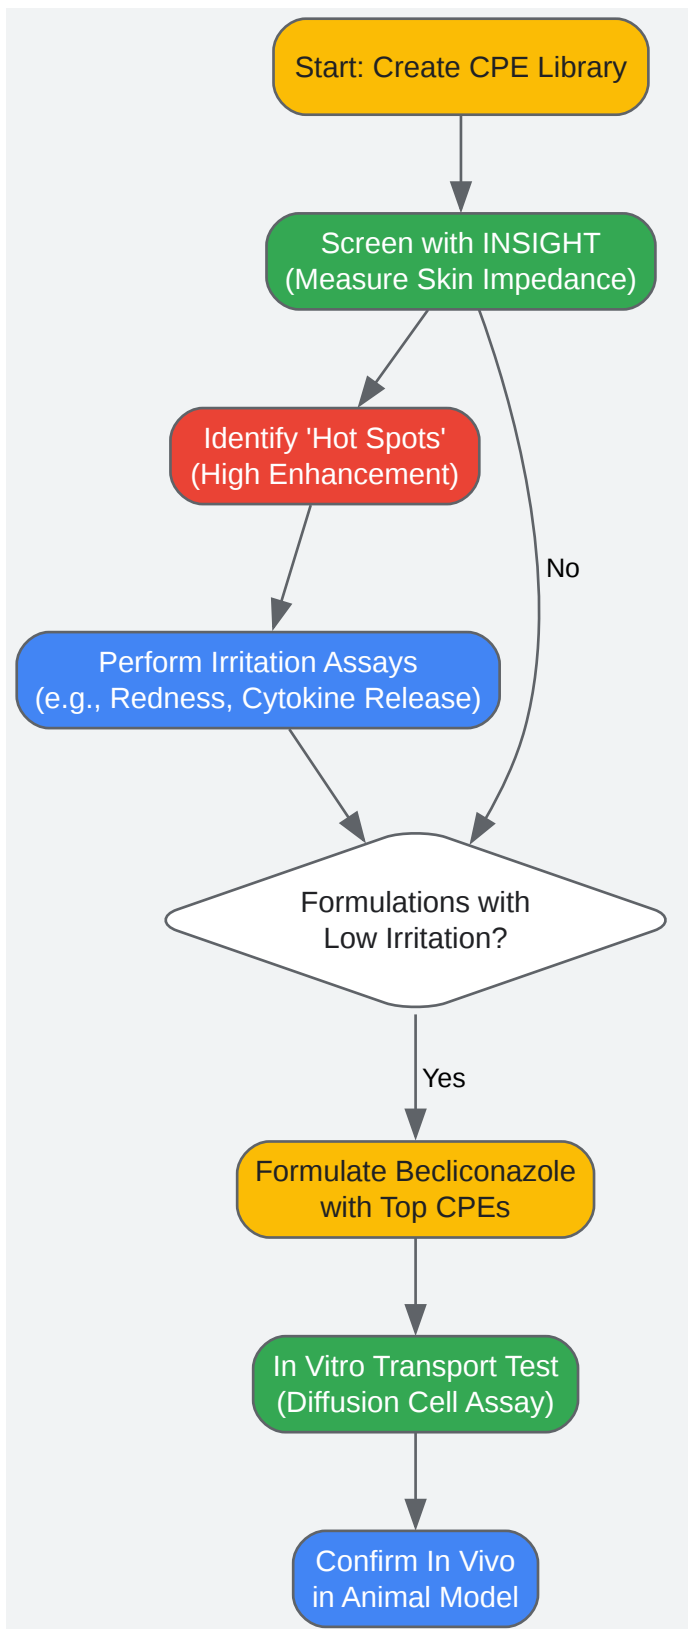 Start: Create CPE Library
Screen with INSIGHT
(Measure Skin Impedance)
Identify 'Hot Spots'
(High Enhancement)
No
Perform Irritation Assays
(e.g., Redness, Cytokine Release)
Formulations with
Low Irritation?
Yes
Formulate Becliconazole
with Top CPEs
In Vitro Transport Test
(Diffusion Cell Assay)
Confirm In Vivo
in Animal Model